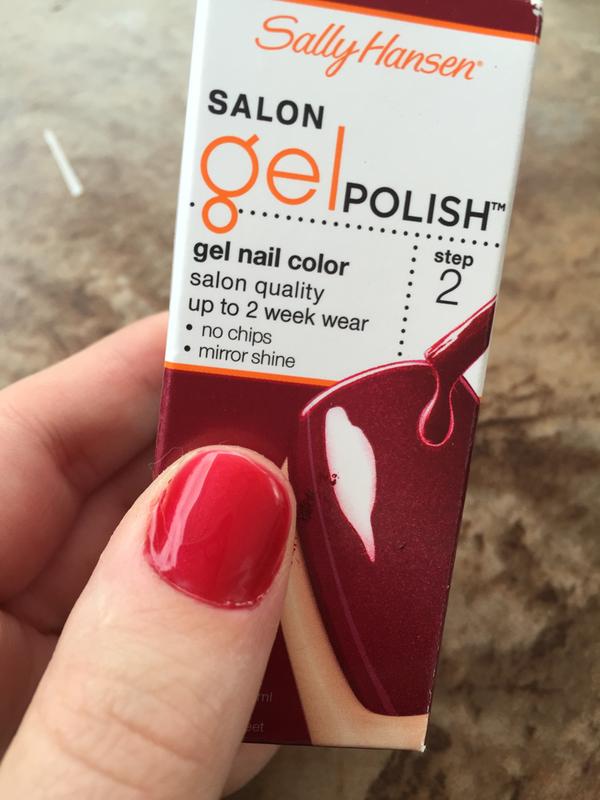 Sally Hansen®
SALON
gel POLISH™
gel nail color
salon quality
up to 2 week wear
• no chips
• mirror shine
step
2
ml